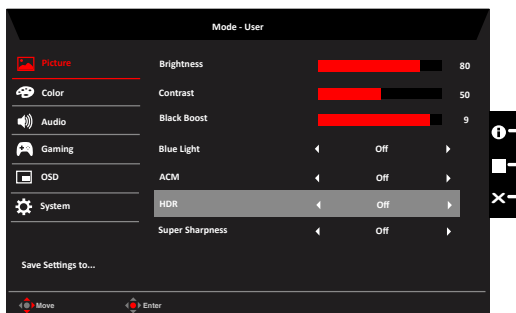 Mode - User
Picture
Color
Audio
Gaming
OSD
System
Save Settings to...
Brightness 80
Contrast 50
Black Boost 9
Blue Light Off
ACM Off
HDR Off
Super Sharpness Off
Move Enter